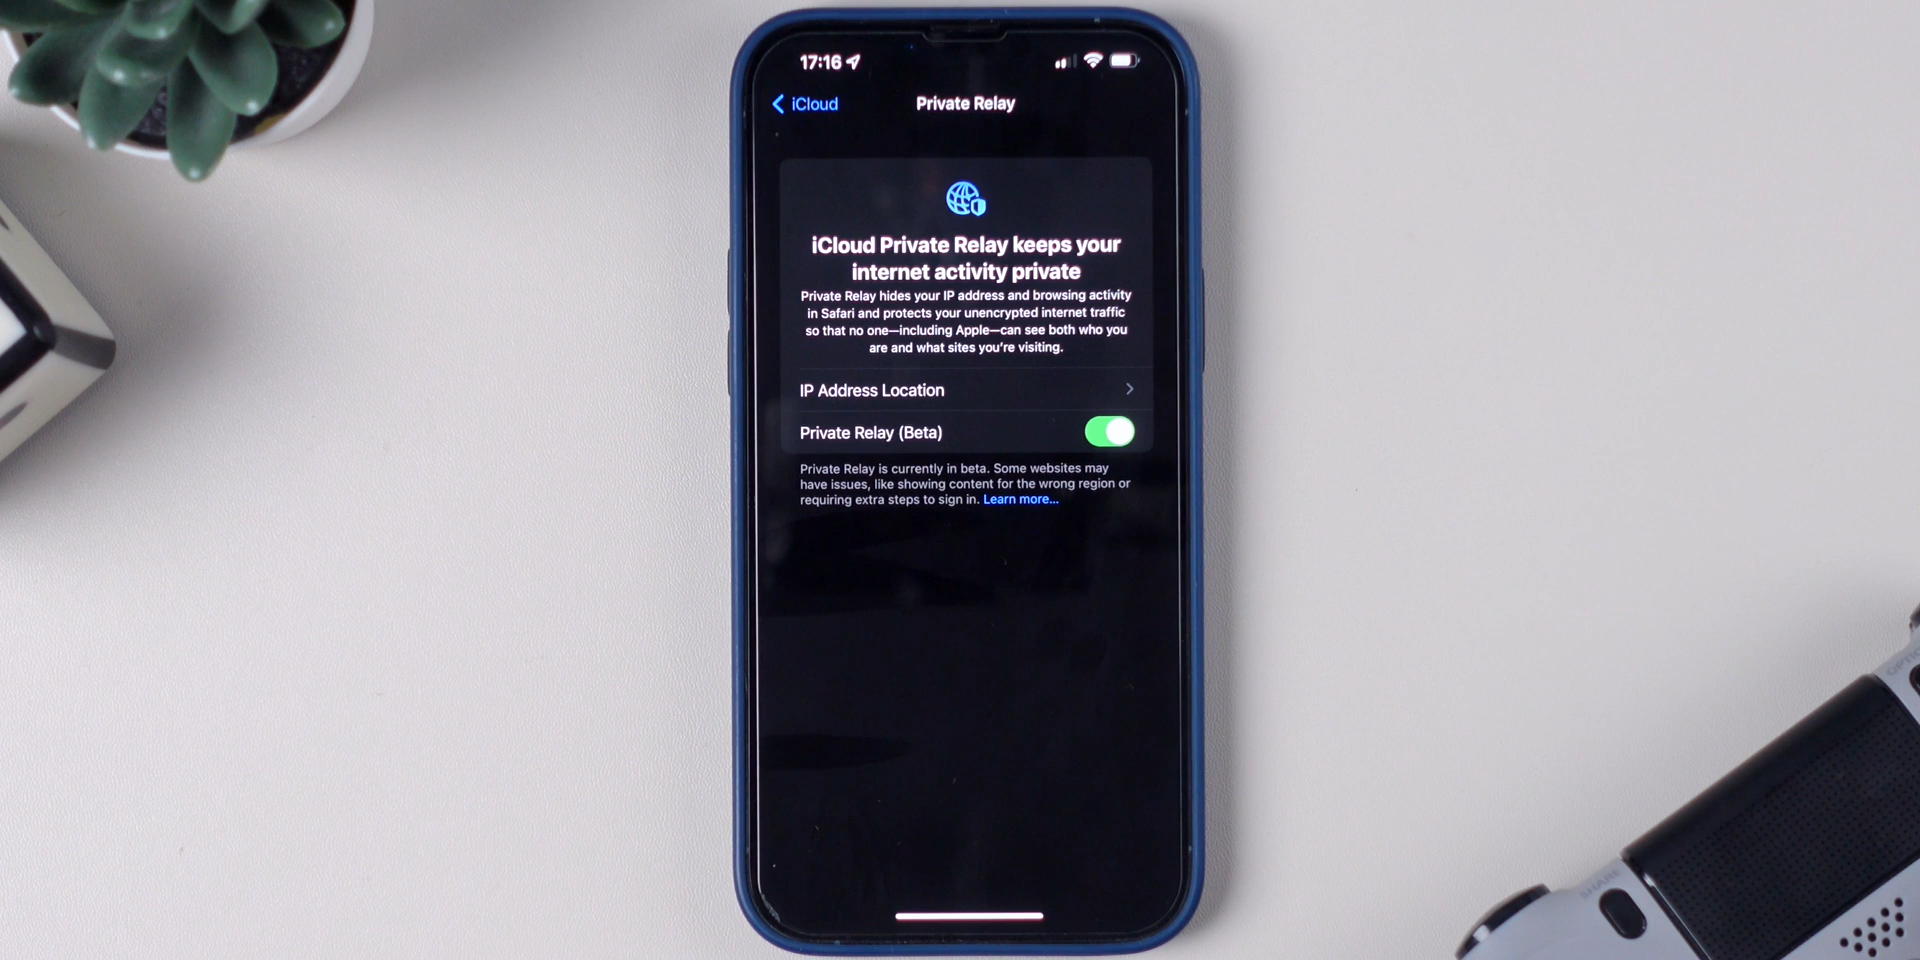 17:16
iCloud
Private Relay
iCloud Private Relay keeps your
internet activity private
Private Relay hides your IP address and browsing activity
in Safari and protects your unencrypted internet traffic
so that no one—including Apple—can see both who you
are and what sites you're visiting.
IP Address Location
Private Relay (Beta)
Private Relay is currently in beta. Some websites may
have issues, like showing content for the wrong region or
requiring extra steps to sign in. Learn more...
SHARE